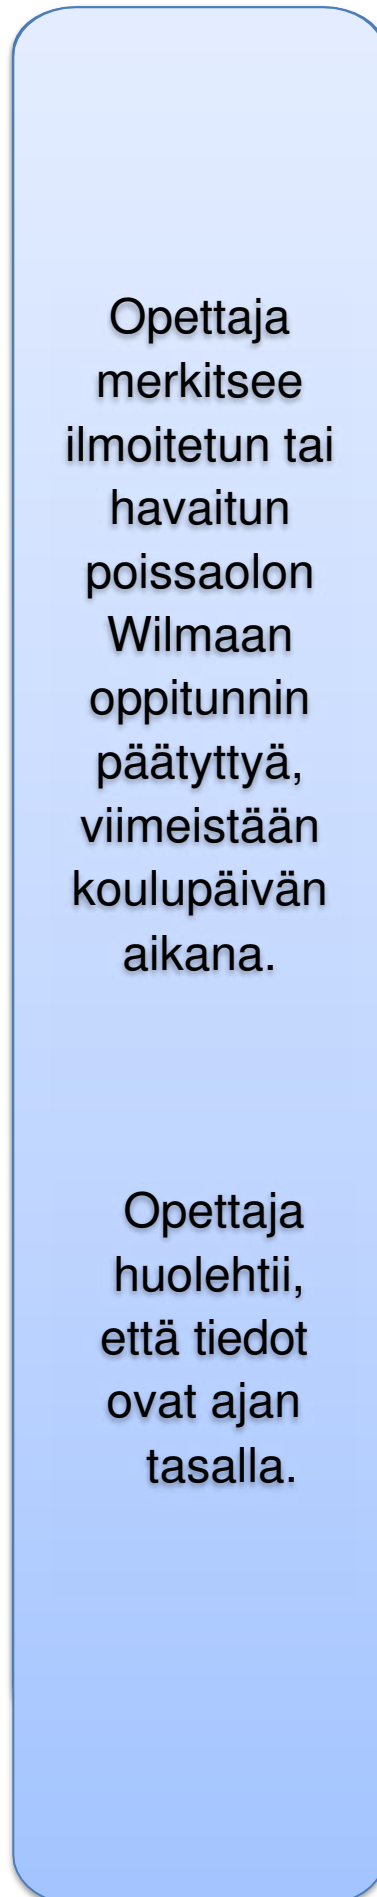 Opettaja
merkitsee
ilmoitetun tai
havaitun
poissaolon
Wilmaan
oppitunnin
päätyttyä,
viimeistään
koulupäivän
aikana.
Opettaja
huolehtii,
että tiedot
ovat ajan
tasalla.